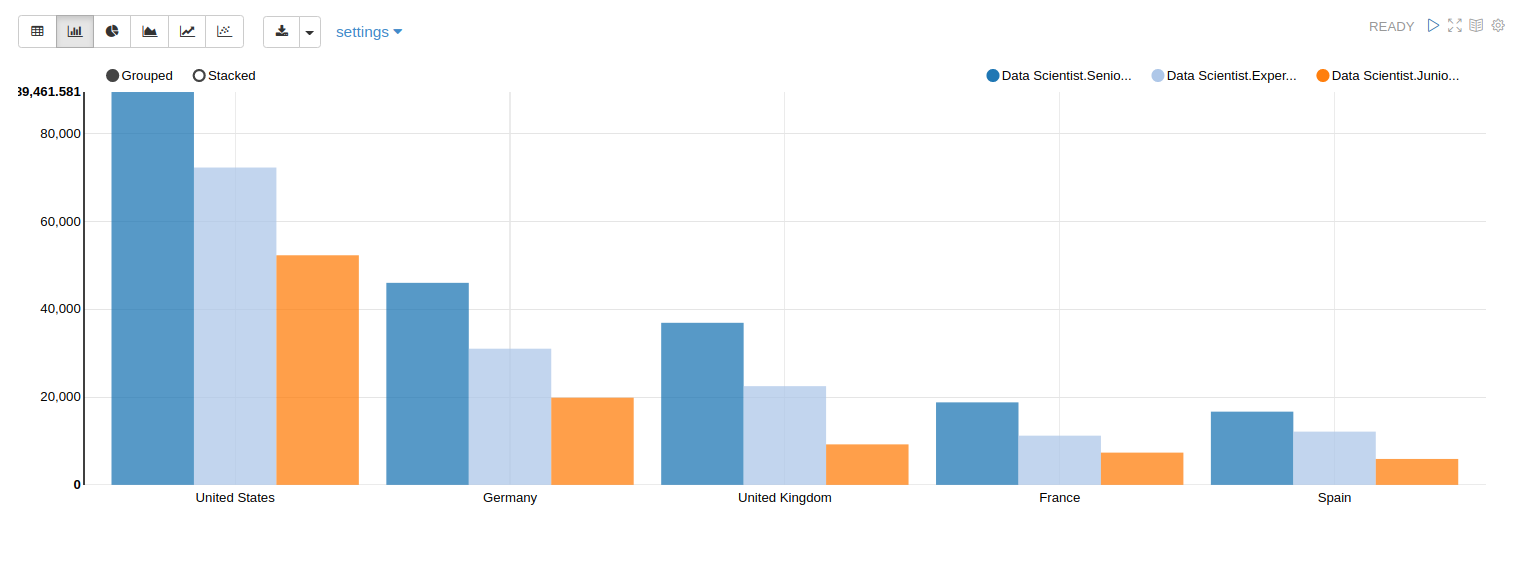 settings
READY
Grouped Stacked
Data Scientist.Senio... Data Scientist.Exper... Data Scientist.Junio...
39,461.581
80,000
60,000
40,000
20,000
0
United States Germany United Kingdom France Spain